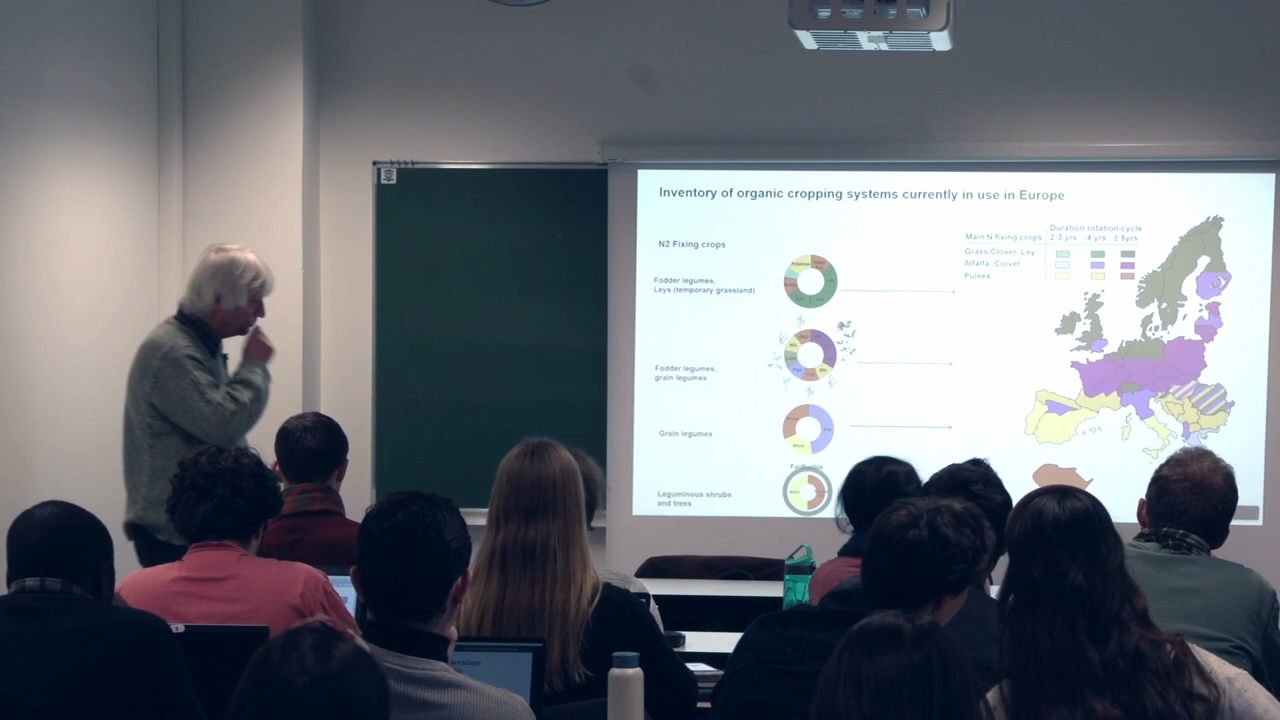 Inventory of organic cropping systems currently in use in Europe
N2 Fixing crops
Duration rotation cycle
Main N fixing crops 2-3 yrs 4 yrs ≥ 5yrs
Grass/Clover, Ley
Alfalfa, Clover
Pulses
Fodder legumes,
Leys (temporary grassland)
Fodder legumes,
grain legumes
Grain legumes
Faidherbia
Leguminous shrubs
and trees